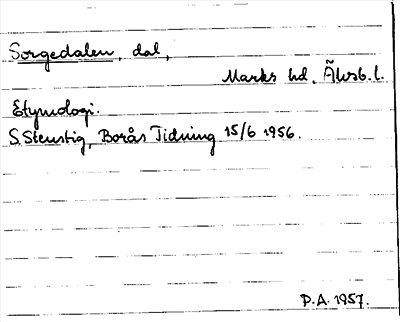 Sorgedalen, dal,
Marks hd. Älvsb. l.
Etymologi.
S. Stenstig, Borås Tidning 15/6 1956.
P.A. 1957.